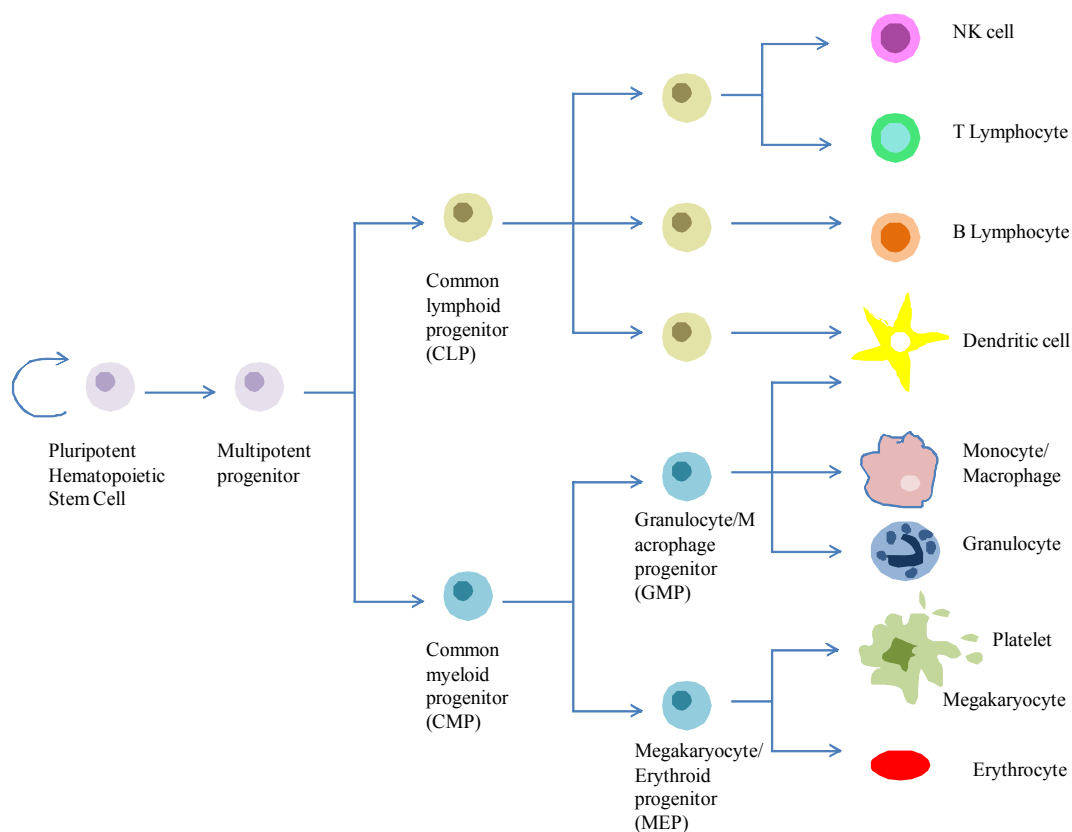 NK cell
T Lymphocyte
B Lymphocyte
Dendritic cell
Common
lymphoid
progenitor
(CLP)
Pluripotent
Hematopoietic
Stem Cell
Multipotent
progenitor
Monocyte/
Macrophage
Granulocyte/M
acrophage
progenitor
(GMP)
Granulocyte
Common
myeloid
progenitor
(CMP)
Platelet
Megakaryocyte
Megakaryocyte/
Erythroid
progenitor
(MEP)
Erythrocyte